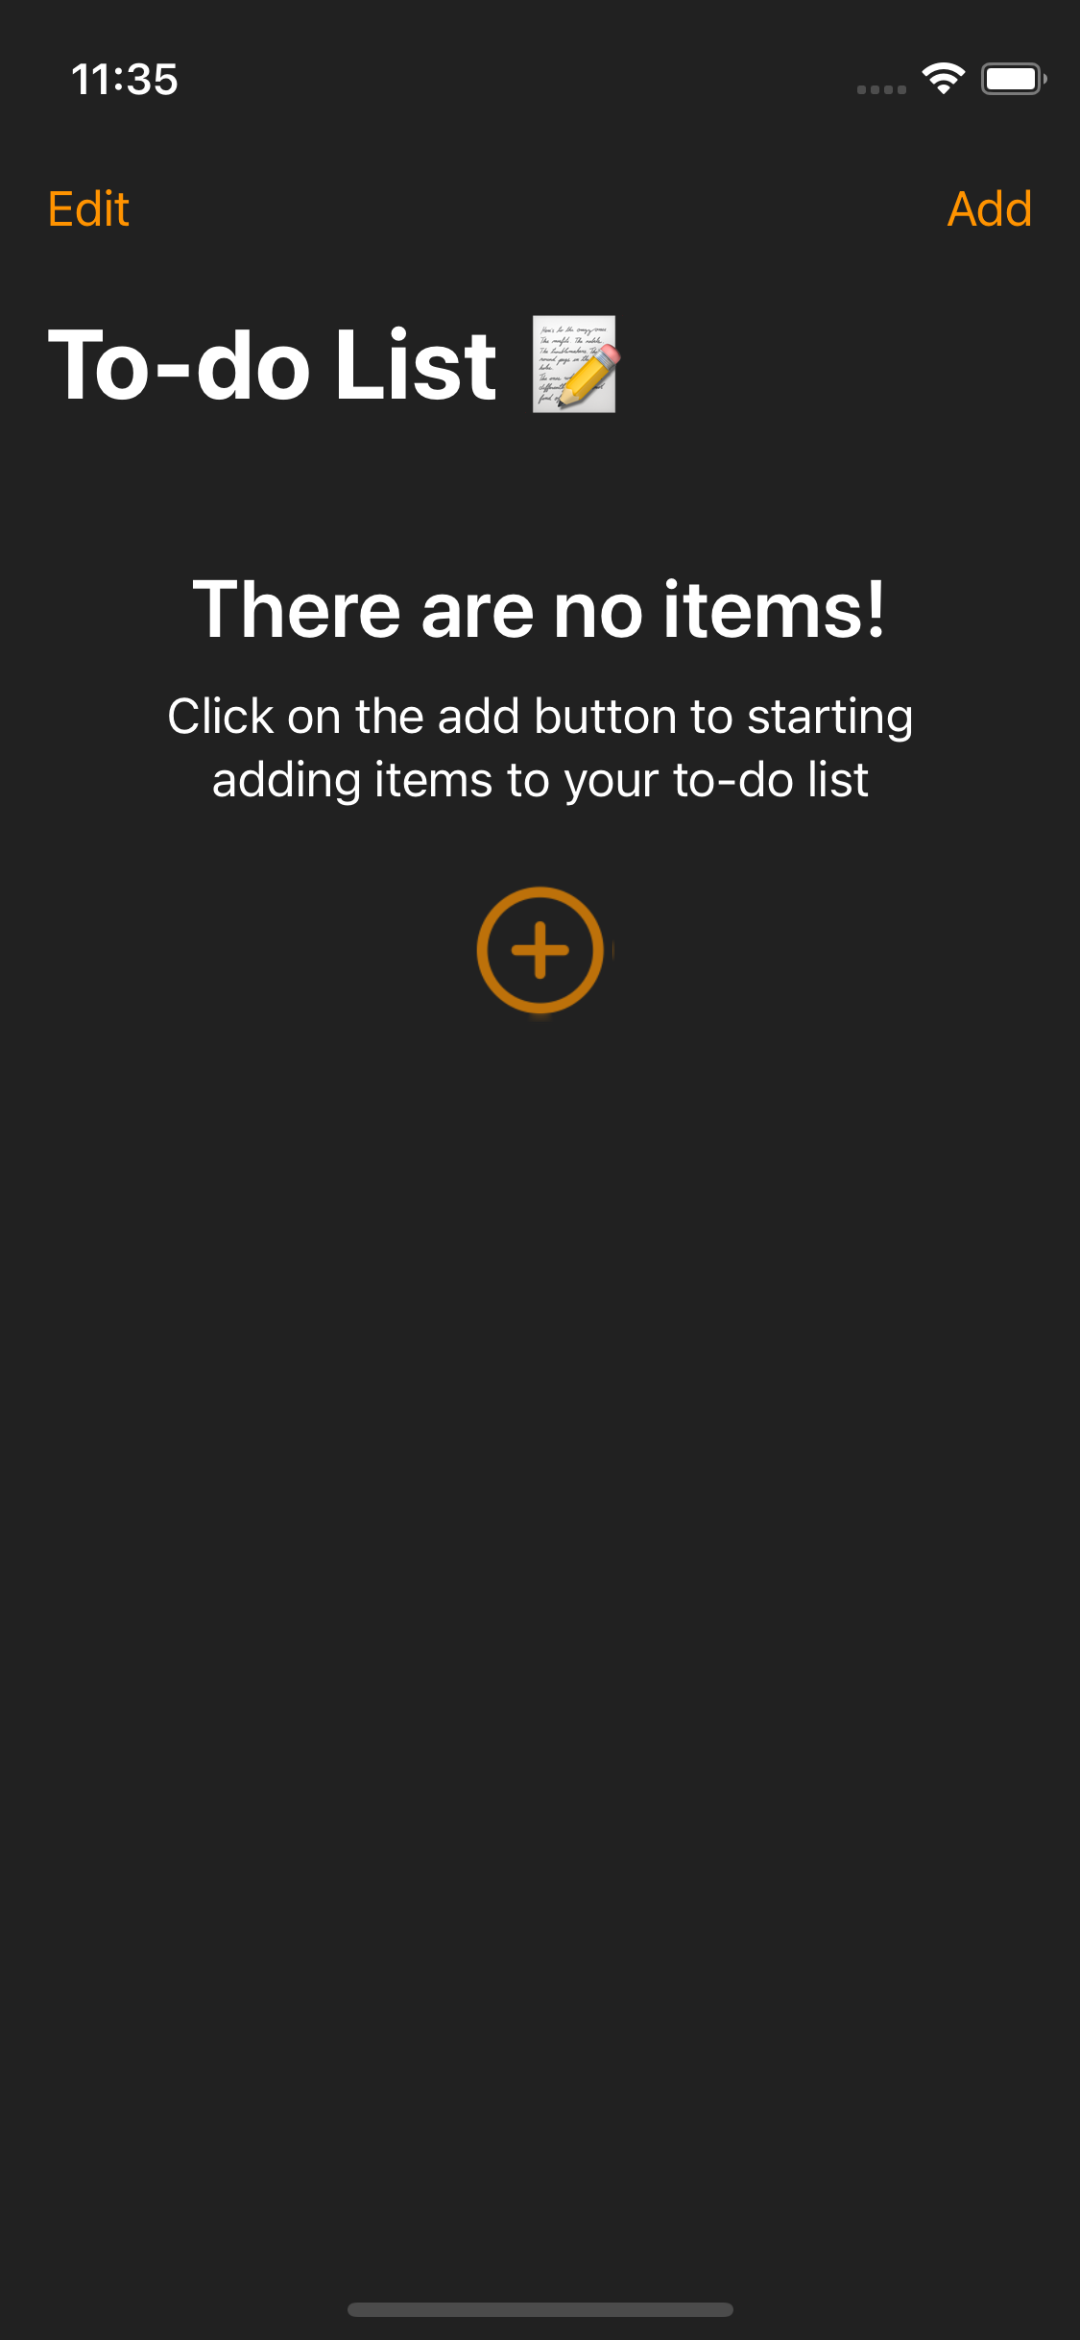 11:35
Edit
Add
To-do List
There are no items!
Click on the add button to starting
adding items to your to-do list